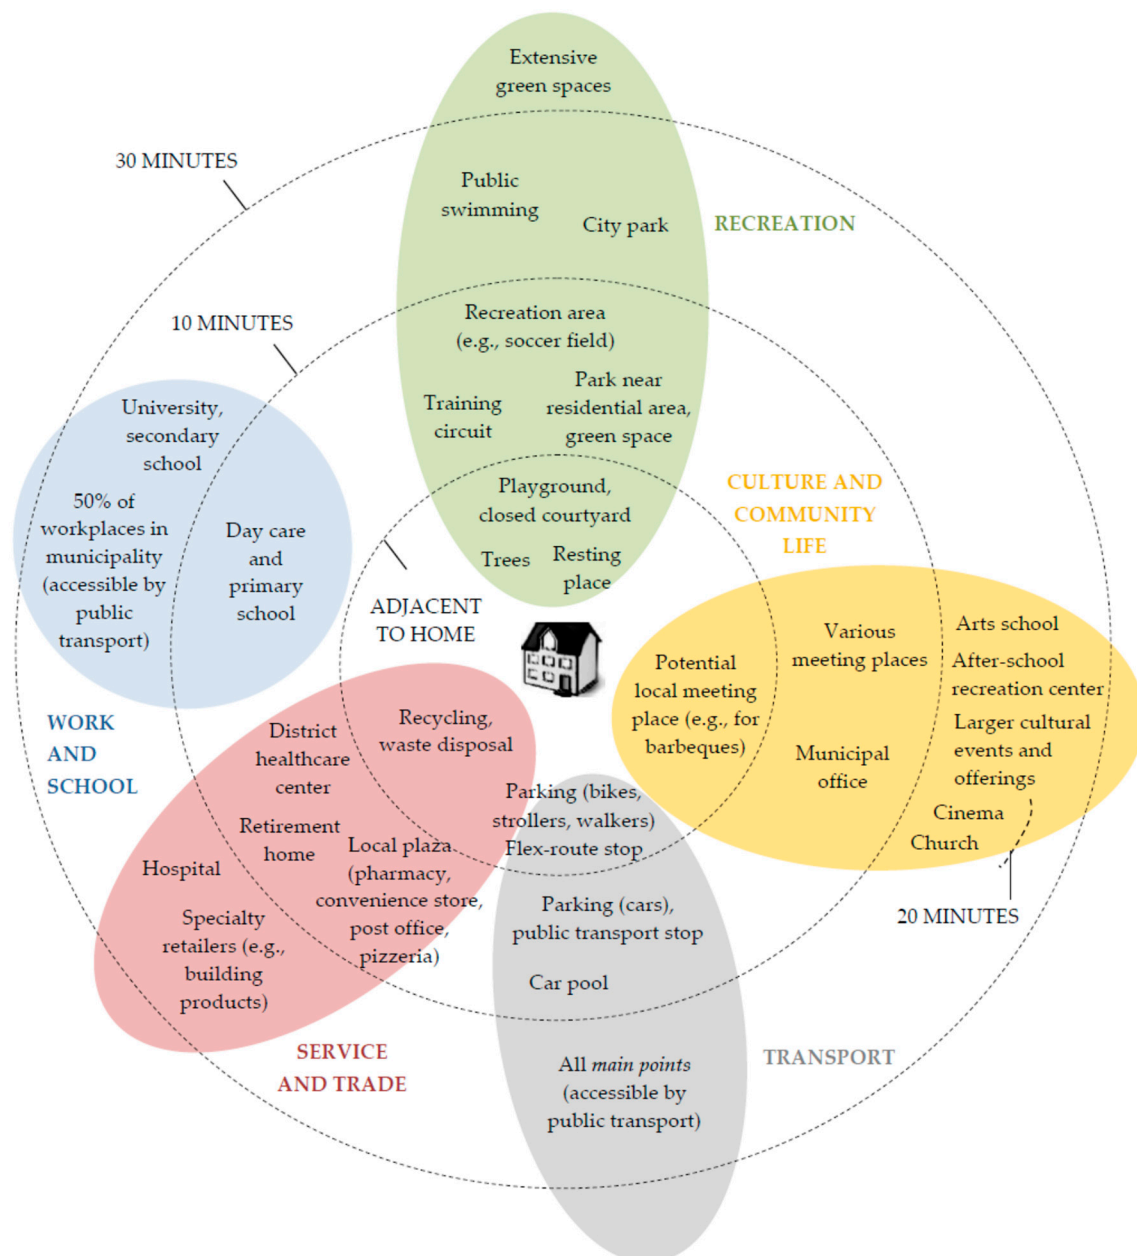 Extensive
green spaces
30 MINUTES
Public
swimming
City park
RECREATION
10 MINUTES
Recreation area
(e.g., soccer field)
Training
circuit
Park near
residential area,
green space
University,
secondary
school
50% of
workplaces in
municipality
(accessible by
public
transport)
Day care
and
primary
school
Playground,
closed courtyard
Trees
Resting
place
ADJACENT
TO HOME
CULTURE AND
COMMUNITY
LIFE
Potential
local meeting
place (e.g., for
barbeques)
Various
meeting places
Municipal
office
Arts school
After-school
recreation center
Larger cultural
events and
offerings
Cinema
Church
20 MINUTES
WORK
AND
SCHOOL
District
healthcare
center
Recycling,
waste disposal
Retirement
home
Hospital
Local plaza
(pharmacy,
convenience store,
post office,
pizzeria)
Specialty
retailers (e.g.,
building
products)
SERVICE
AND TRADE
Parking (bikes,
strollers, walkers)
Flex-route stop
Parking (cars),
public transport stop
Car pool
All main points
(accessible by
public transport)
TRANSPORT